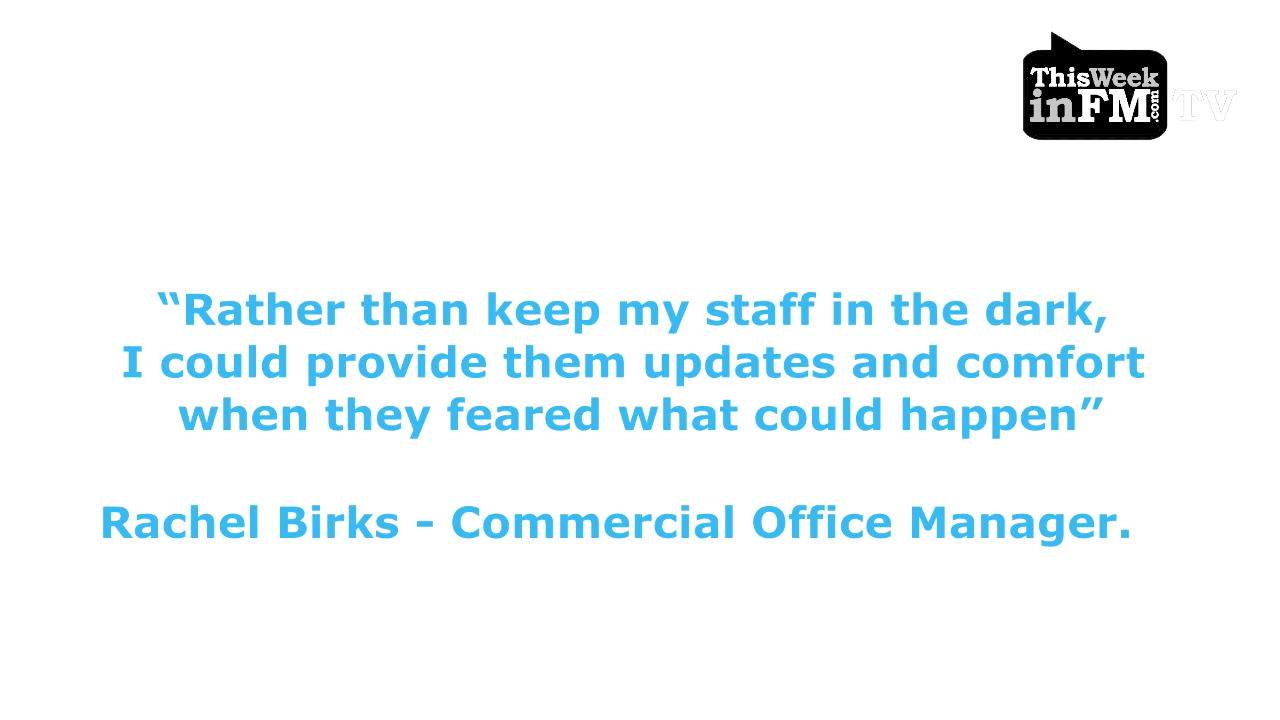 ThisWeek
inFM.com TV
“Rather than keep my staff in the dark,
I could provide them updates and comfort
when they feared what could happen”
Rachel Birks - Commercial Office Manager.